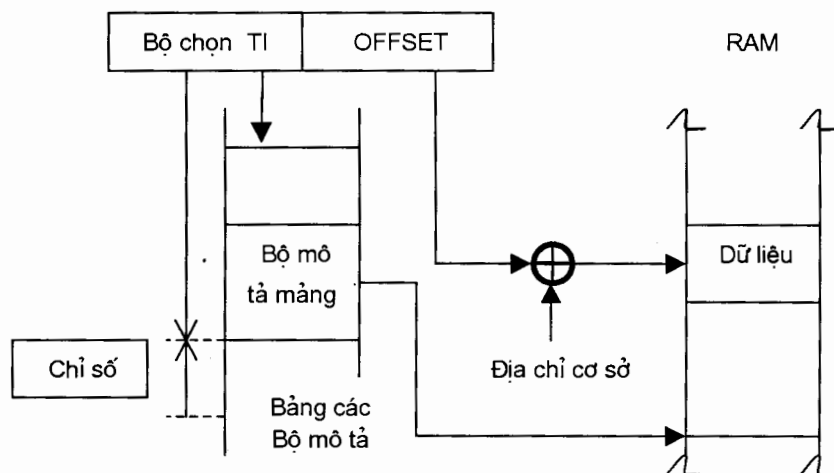 Bộ chọn TI
OFFSET
RAM
Bộ mô
tả mảng
Dữ liệu
Chỉ số
Địa chỉ cơ sở
Bảng các
Bộ mô tả